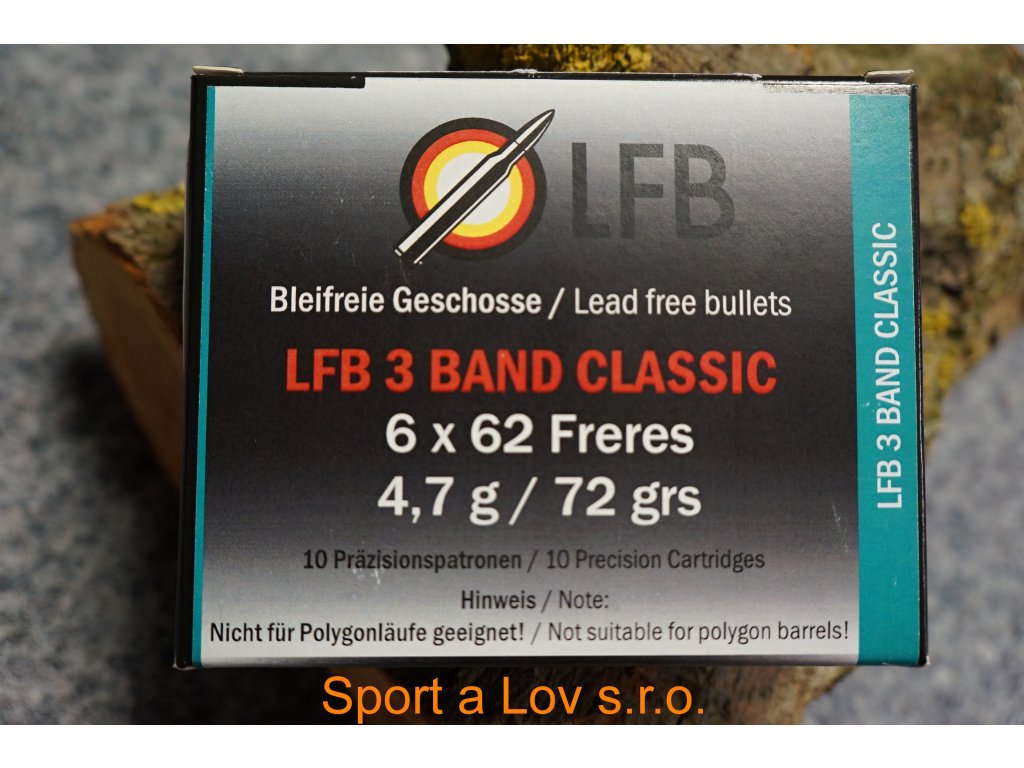 LFB
Bleifreie Geschosse / Lead free bullets
LFB 3 BAND CLASSIC
6 x 62 Freres
4,7 g / 72 grs
10 Präzisionspatronen / 10 Precision Cartridges
Hinweis / Note:
Nicht für Polygonläufe geeignet! / Not suitable for polygon barrels!
LFB 3 BAND CLASSIC
Sport a Lov s.r.o.